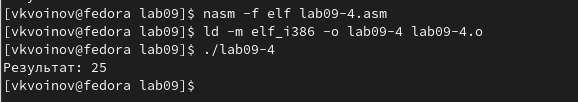 [vkvoinov@fedora lab09]$ nasm -f elf lab09-4.asm
[vkvoinov@fedora lab09]$ ld -m elf_i386 -o lab09-4 lab09-4.o
[vkvoinov@fedora lab09]$ ./lab09-4
Результат: 25
[vkvoinov@fedora lab09]$